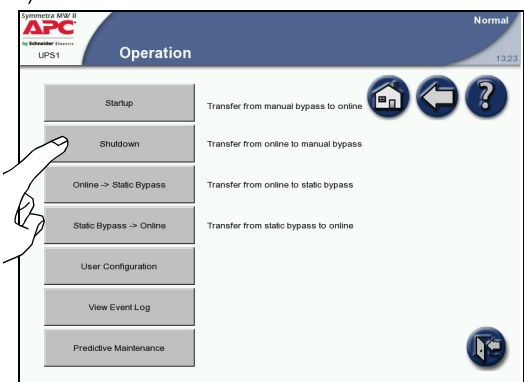 Symmetra MW II
APC
by Schneider Electric
UPS1
Operation
Normal
13:23
Startup
Transfer from manual bypass to online
Shutdown
Transfer from online to manual bypass
Online -> Static Bypass
Transfer from online to static bypass
Static Bypass -> Online
Transfer from static bypass to online
User Configuration
View Event Log
Predictive Maintenance
?